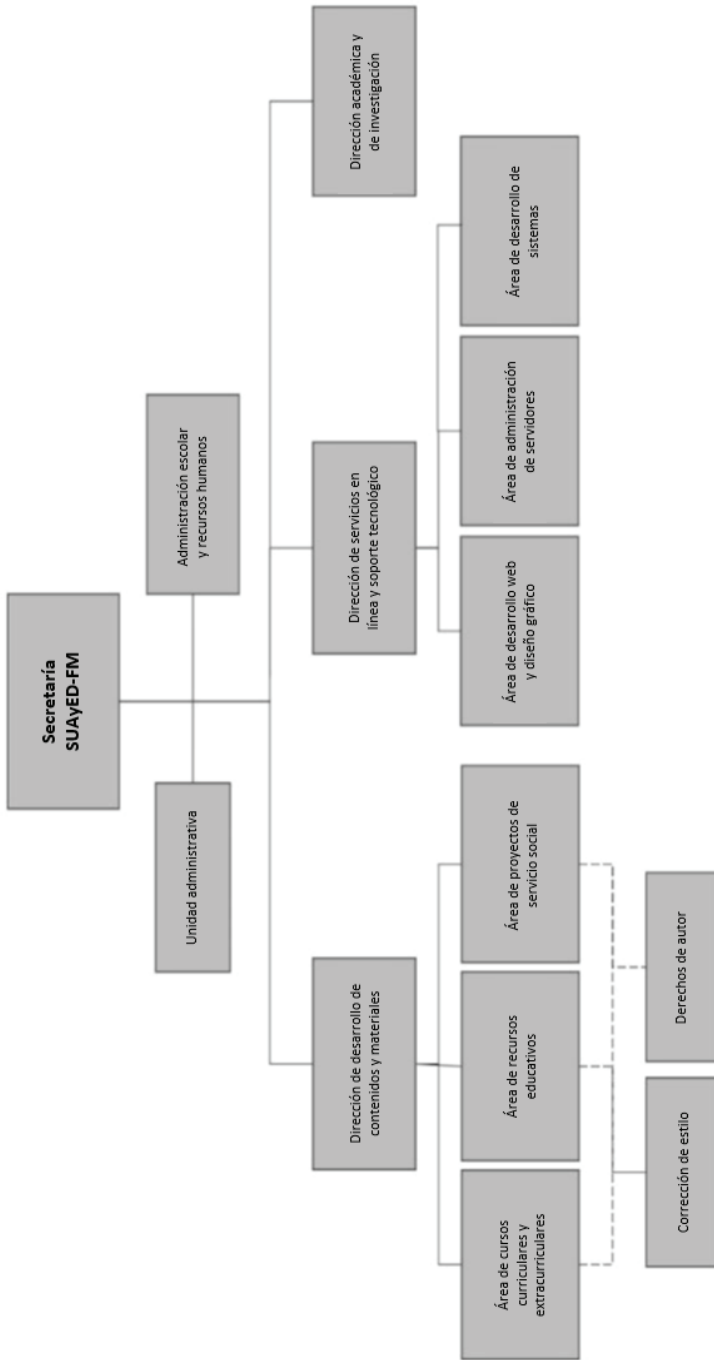 Secretaría
SUAyED-FM
Unidad administrativa
Administración escolar
y recursos humanos
Dirección de desarrollo de
contenidos y materiales
Dirección de servicios en
línea y soporte tecnológico
Dirección académica y
de investigación
Área de cursos
curriculares y
extracurriculares
Área de recursos
educativos
Área de proyectos de
servicio social
Área de desarrollo web
y diseño gráfico
Área de administración
de servidores
Área de desarrollo de
sistemas
Corrección de estilo
Derechos de autor